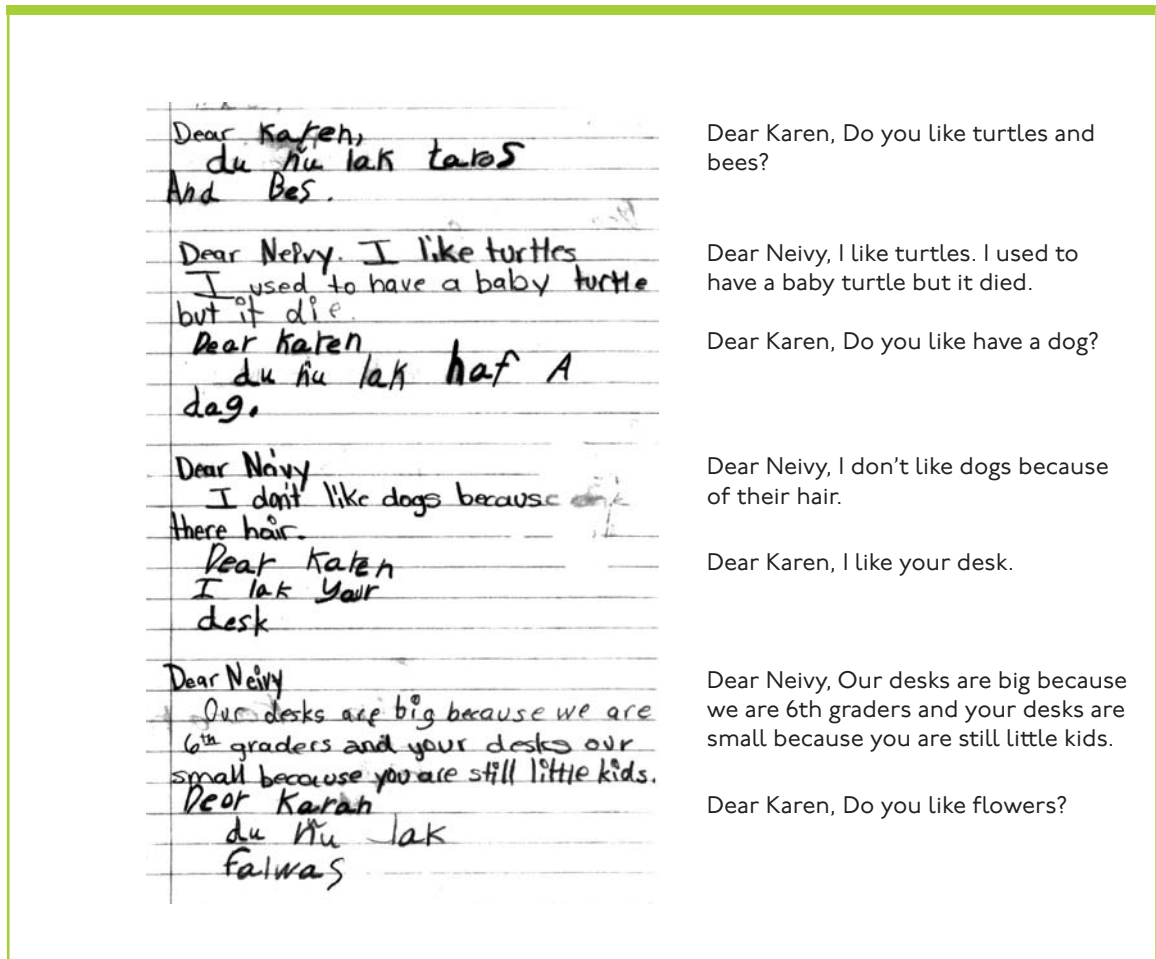 Dear Karen,
du ñu lak taros
And Bes.
Dear Neivy. I like turtles
I used to have a baby turtle
but it die.
Dear Karen
du ñu lak haf A
dag.
Dear Neivy
I don't like dogs because
there hair.
Dear Karen
I lak your
desk
Dear Neivy
Our desks are big because we are
6th graders and your desks our
small because you are still little kids.
Dear Karan
du ñu lak
falwas
Dear Karen, Do you like turtles and
bees?
Dear Neivy, I like turtles. I used to
have a baby turtle but it died.
Dear Karen, Do you like have a dog?
Dear Neivy, I don't like dogs because
of their hair.
Dear Karen, I like your desk.
Dear Neivy, Our desks are big because
we are 6th graders and your desks are
small because you are still little kids.
Dear Karen, Do you like flowers?